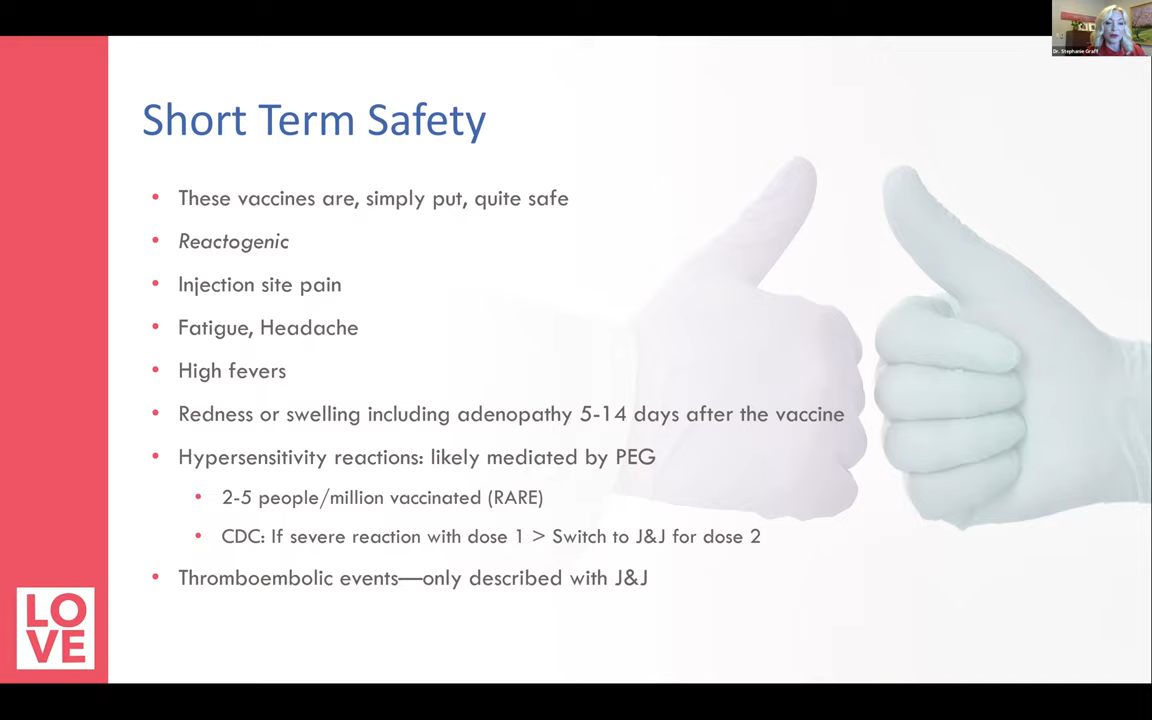 Dr. Stephanie Graff
Short Term Safety
• These vaccines are, simply put, quite safe
• Reactogenic
• Injection site pain
• Fatigue, Headache
• High fevers
• Redness or swelling including adenopathy 5-14 days after the vaccine
• Hypersensitivity reactions: likely mediated by PEG
• 2-5 people/million vaccinated (RARE)
• CDC: If severe reaction with dose 1 > Switch to J&J for dose 2
• Thromboembolic events—only described with J&J
LO
VE